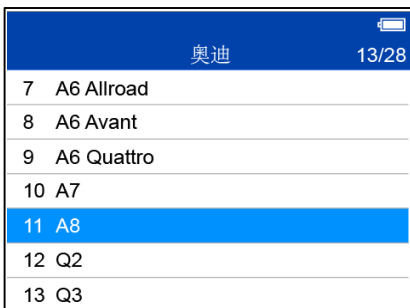 奥迪 13/28
7 A6 Allroad
8 A6 Avant
9 A6 Quattro
10 A7
11 A8
12 Q2
13 Q3